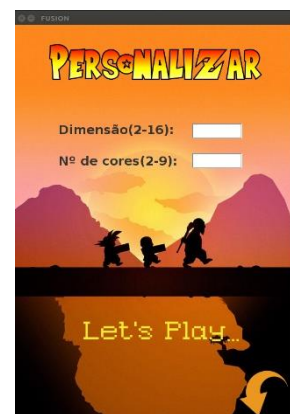 FUSION
PERSONALIZAR
Dimensão(2-16):
Nº de cores(2-9):
Let's Play...